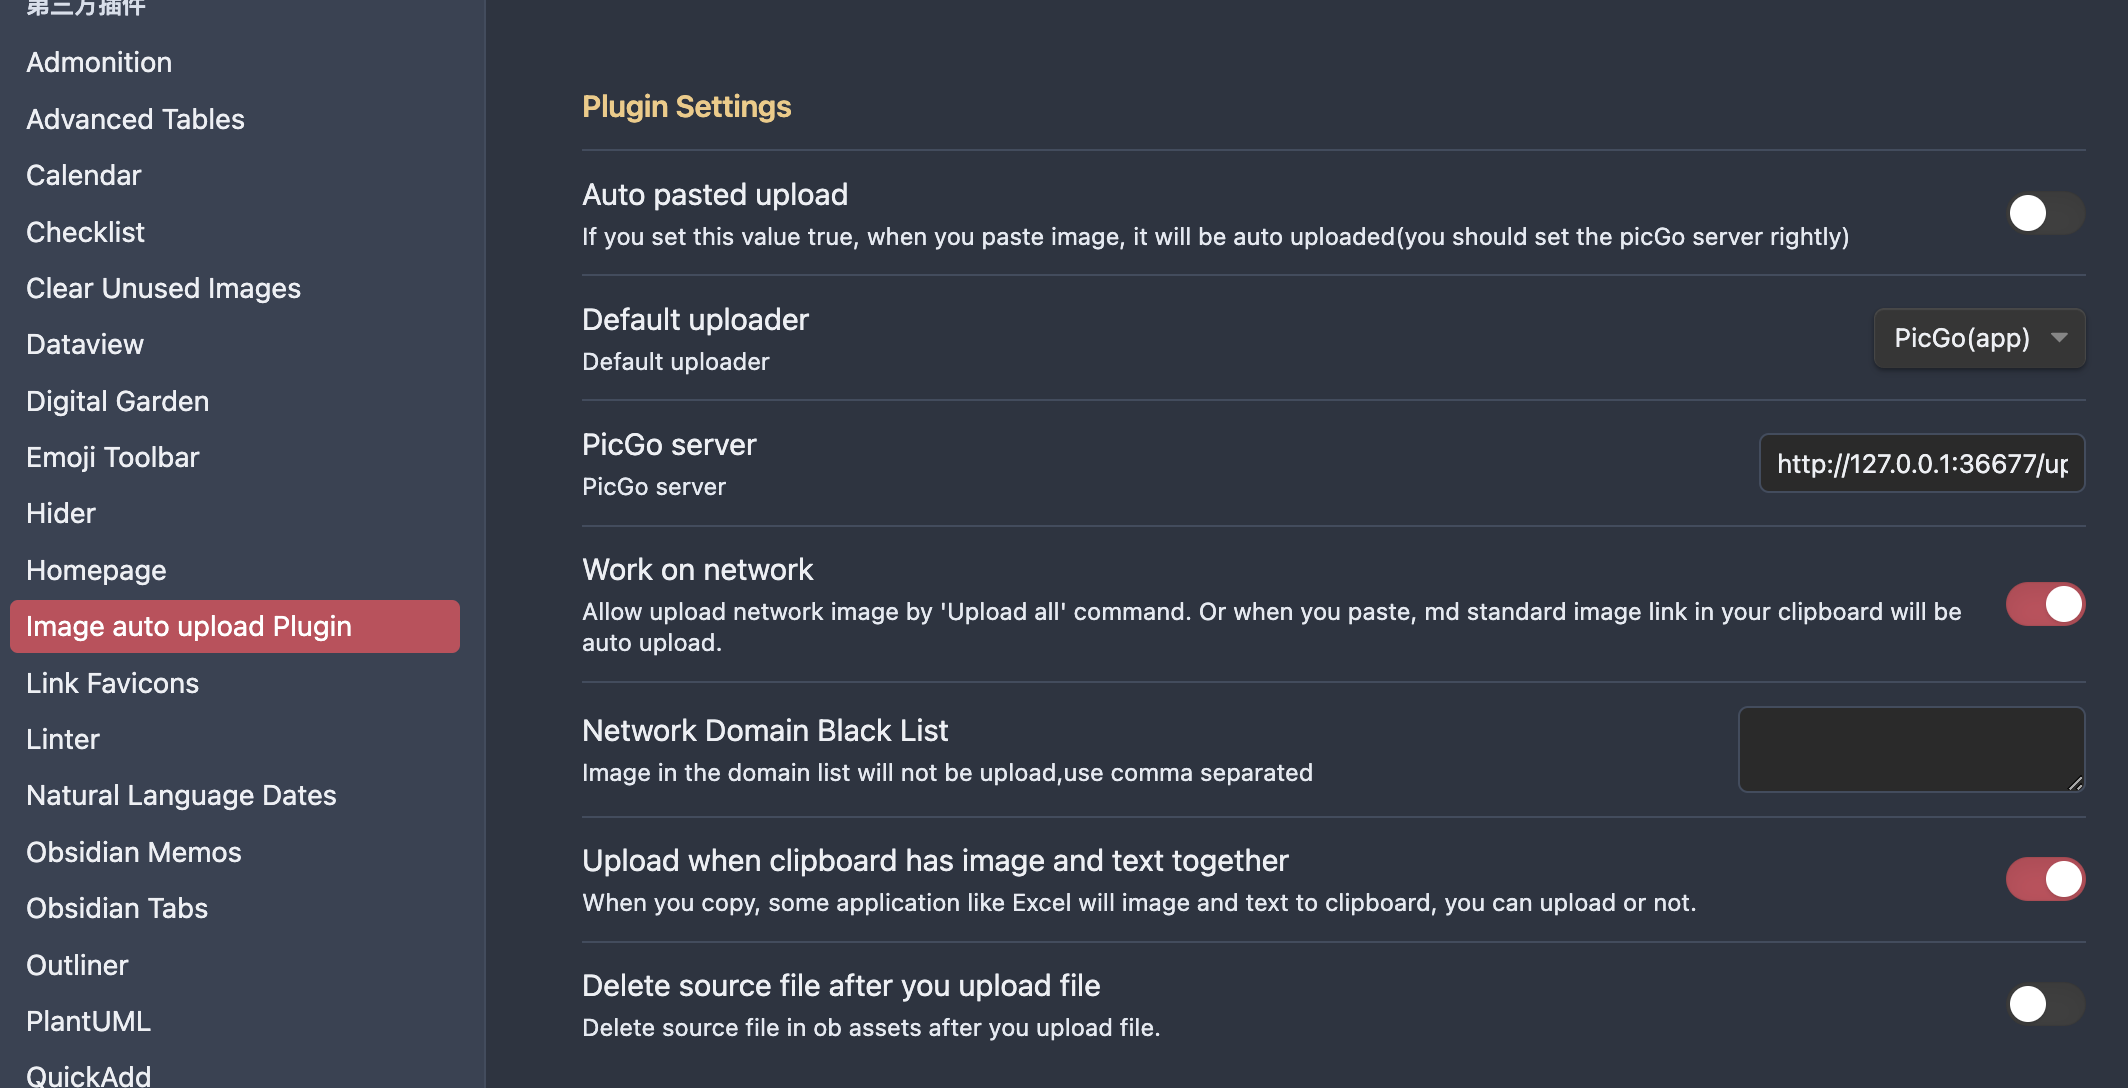 第三方插件
Admonition
Advanced Tables
Calendar
Checklist
Clear Unused Images
Dataview
Digital Garden
Emoji Toolbar
Hider
Homepage
Image auto upload Plugin
Link Favicons
Linter
Natural Language Dates
Obsidian Memos
Obsidian Tabs
Outliner
PlantUML
QuickAdd
Plugin Settings
Auto pasted upload
If you set this value true, when you paste image, it will be auto uploaded(you should set the picGo server rightly)
Default uploader
Default uploader
PicGo(app)
PicGo server
PicGo server
http://127.0.0.1:36677/up
Work on network
Allow upload network image by 'Upload all' command. Or when you paste, md standard image link in your clipboard will be
auto upload.
Network Domain Black List
Image in the domain list will not be upload,use comma separated
Upload when clipboard has image and text together
When you copy, some application like Excel will image and text to clipboard, you can upload or not.
Delete source file after you upload file
Delete source file in ob assets after you upload file.